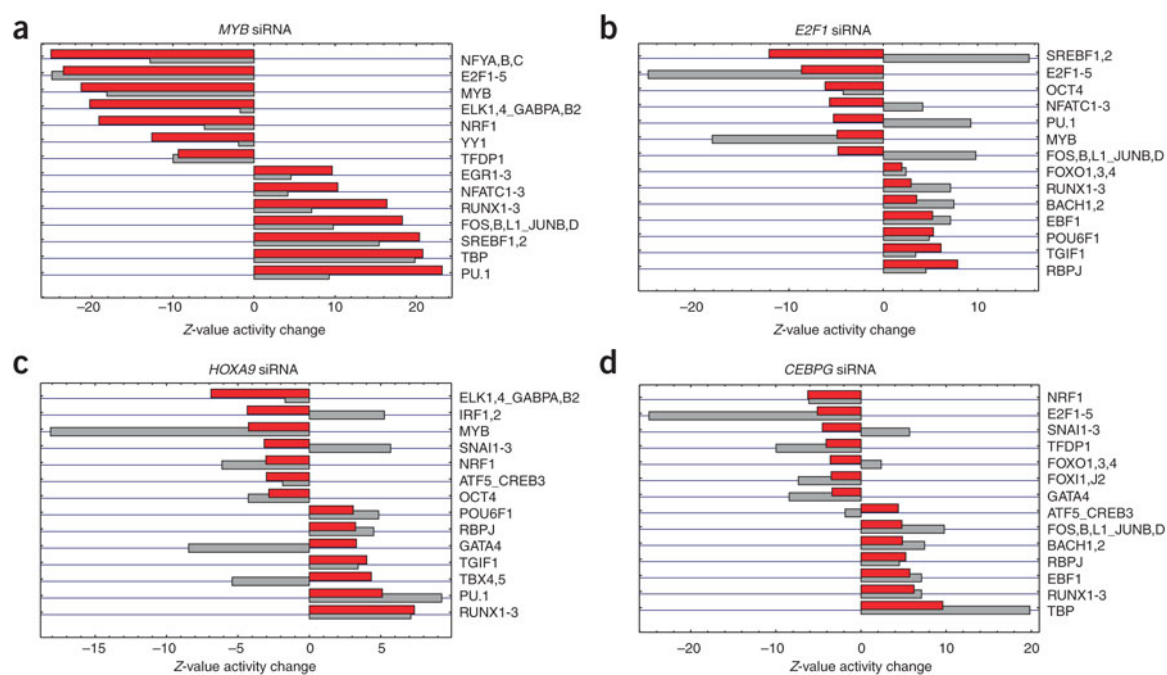 a
MYB siRNA
NFYA,B,C
E2F1-5
MYB
ELK1,4_GABPA,B2
NRF1
YY1
TFDP1
EGR1-3
NFATC1-3
RUNX1-3
FOS,B,L1_JUNB,D
SREBF1,2
TBP
PU.1
−20 −10 0 10 20
Z-value activity change
b
E2F1 siRNA
SREBF1,2
E2F1-5
OCT4
NFATC1-3
PU.1
MYB
FOS,B,L1_JUNB,D
FOXO1,3,4
RUNX1-3
BACH1,2
EBF1
POU6F1
TGIF1
RBPJ
−20 −10 0 10
Z-value activity change
c
HOXA9 siRNA
ELK1,4_GABPA,B2
IRF1,2
MYB
SNAI1-3
NRF1
ATF5_CREB3
OCT4
POU6F1
RBPJ
GATA4
TGIF1
TBX4,5
PU.1
RUNX1-3
−15 −10 −5 0 5
Z-value activity change
d
CEBPG siRNA
NRF1
E2F1-5
SNAI1-3
TFDP1
FOXO1,3,4
FOXI1,J2
GATA4
ATF5_CREB3
FOS,B,L1_JUNB,D
BACH1,2
RBPJ
EBF1
RUNX1-3
TBP
−20 −10 0 10 20
Z-value activity change